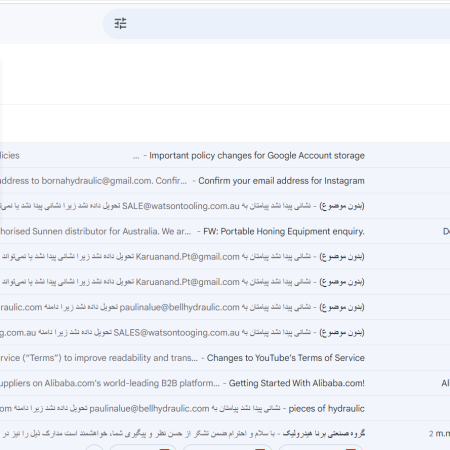 Important policy changes for Google Account storage - ... licies
Confirm your email address for Instagram - ...address to bornahydraulic@gmail.com. Confir
(بدون موضوع) - نشانی پیدا نشد پیامتان به SALE@watsontooling.com.au تحویل داده نشد زیرا نشانی پیدا نشد یا نمی‌توا
FW: Portable Honing Equipment enquiry. - ...horised Sunnen distributor for Australia. We ar
(بدون موضوع) - نشانی پیدا نشد پیامتان به Karuanand.Pt@gmail.com تحویل داده نشد زیرا نشانی پیدا نشد یا نمی‌تواند
(بدون موضوع) - نشانی پیدا نشد پیامتان به Karuanand.Pt@gmail.com تحویل داده نشد زیرا نشانی پیدا نشد یا نمی‌تواند
(بدون موضوع) - نشانی پیدا نشد پیامتان به paulinalue@bellhydraulic.com تحویل داده نشد زیرا دامنه raulic.com
(بدون موضوع) - نشانی پیدا نشد پیامتان به SALES@watsontooging.com.au تحویل داده نشد زیرا دامنه g.com.au
Changes to YouTube's Terms of Service - ...rvice ("Terms") to improve readability and trans
Getting Started With Alibaba.com! - ...uppliers on Alibaba.com's world-leading B2B platform Al
pieces of hydraulic - نشانی پیدا نشد پیامتان به paulinalue@bellhydraulic.com تحویل داده نشد زیرا دامنه om
گروه صنعتی برنا هیدرولیک - با سلام و احترام ضمن تشکر از حسن نظر و پیگیری شما، خواهشمند است مدارک ذیل را نیز در 2 m.m